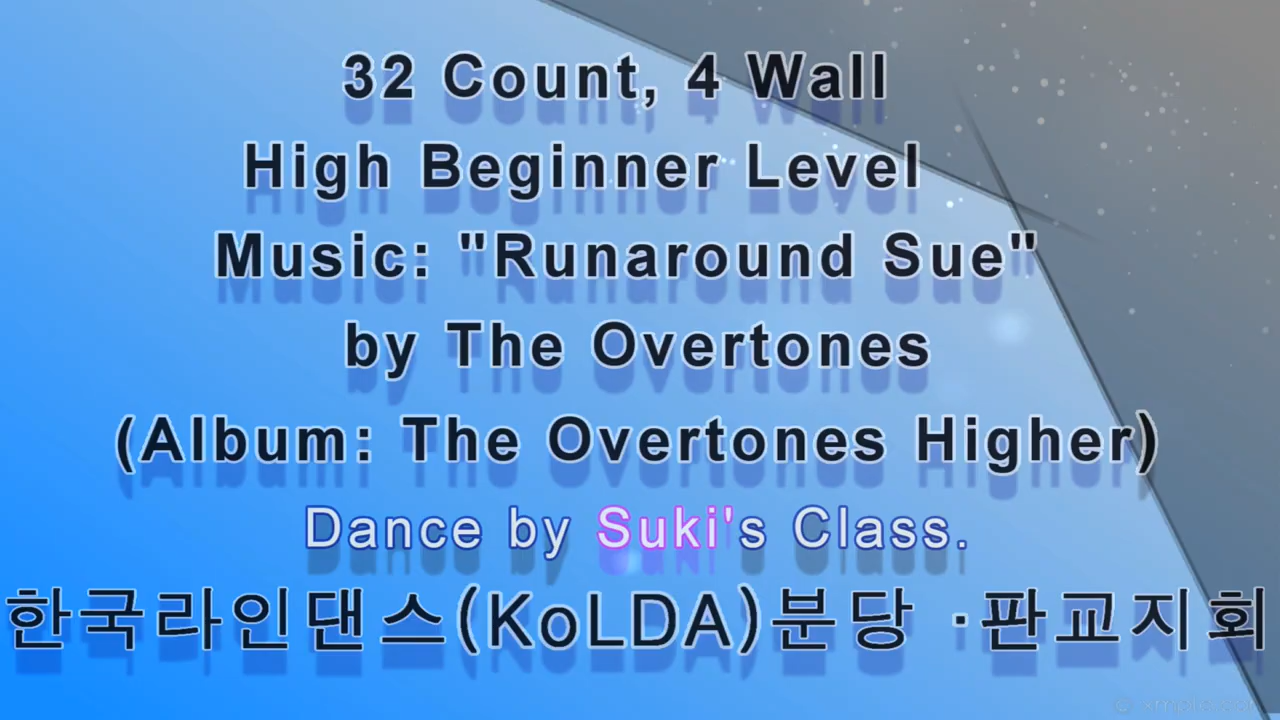 32 Count, 4 Wall
High Beginner Level
Music: "Runaround Sue"
by The Overtones
(Album: The Overtones Higher)
Dance by Suki's Class.
한국라인댄스(KoLDA)분당 ·판교지회